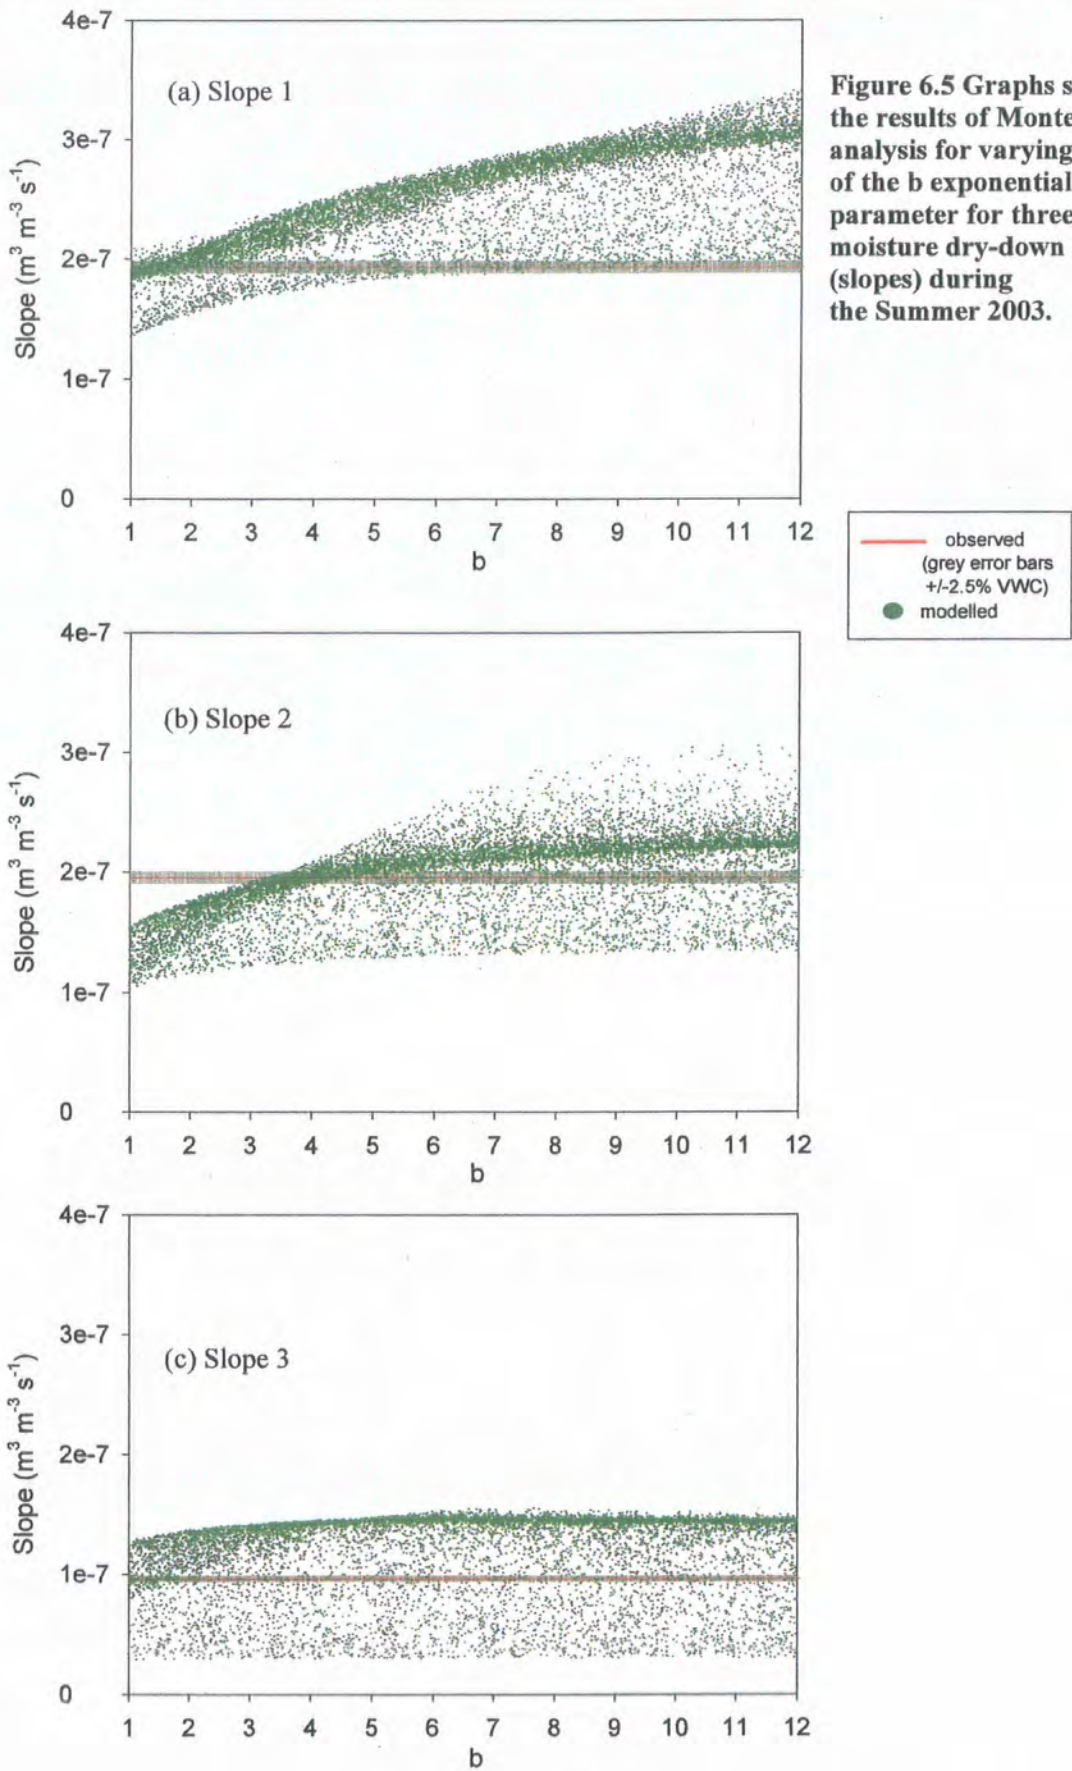 4e-7
(a) Slope 1
3e-7
2e-7
1e-7
0
Slope (m³ m⁻³ s⁻¹)
1 2 3 4 5 6 7 8 9 10 11 12
b
Figure 6.5 Graphs s
the results of Monte
analysis for varying
of the b exponential
parameter for three
moisture dry-down
(slopes) during
the Summer 2003.
observed
(grey error bars
+/-2.5% VWC)
modelled
4e-7
(b) Slope 2
3e-7
2e-7
1e-7
0
Slope (m³ m⁻³ s⁻¹)
1 2 3 4 5 6 7 8 9 10 11 12
b
4e-7
(c) Slope 3
3e-7
2e-7
1e-7
0
Slope (m³ m⁻³ s⁻¹)
1 2 3 4 5 6 7 8 9 10 11 12
b